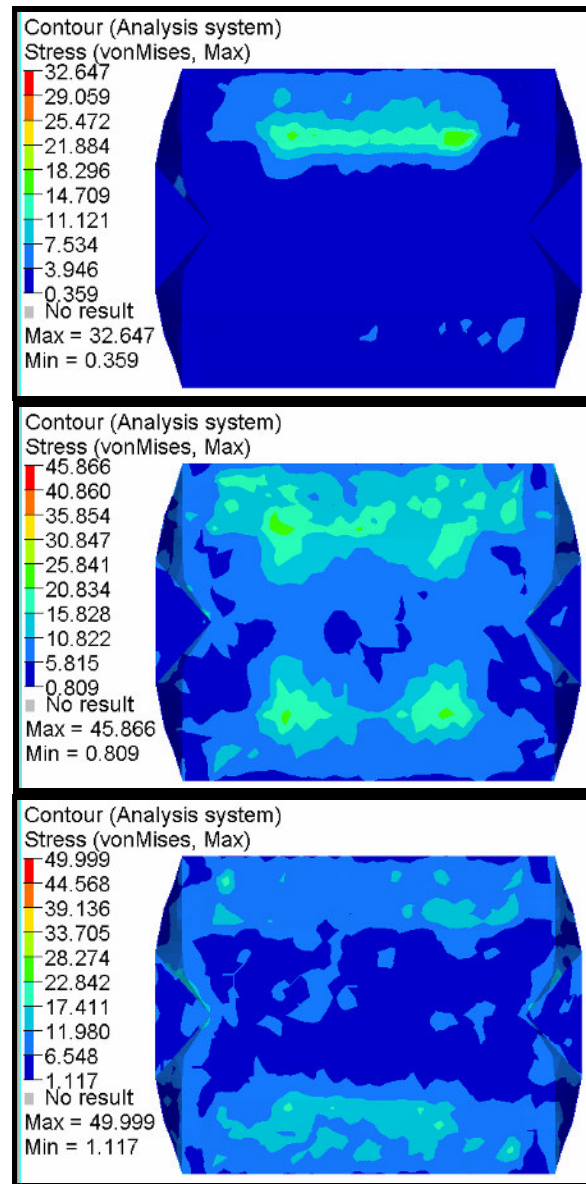 Contour (Analysis system)
Stress (vonMises, Max)
32.647
29.059
25.472
21.884
18.296
14.709
11.121
7.534
3.946
0.359
No result
Max = 32.647
Min = 0.359
Contour (Analysis system)
Stress (vonMises, Max)
45.866
40.860
35.854
30.847
25.841
20.834
15.828
10.822
5.815
0.809
No result
Max = 45.866
Min = 0.809
Contour (Analysis system)
Stress (vonMises, Max)
49.999
44.568
39.136
33.705
28.274
22.842
17.411
11.980
6.548
1.117
No result
Max = 49.999
Min = 1.117